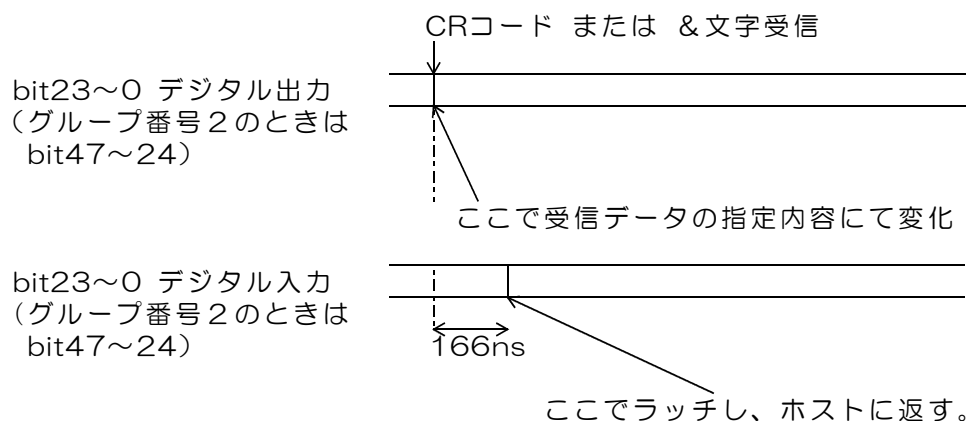 CRコード または &文字受信
bit23～0 デジタル出力
（グループ番号２のときは
bit47～24）
ここで受信データの指定内容にて変化
bit23～0 デジタル入力
（グループ番号２のときは
bit47～24）
166ns
ここでラッチし、ホストに返す。